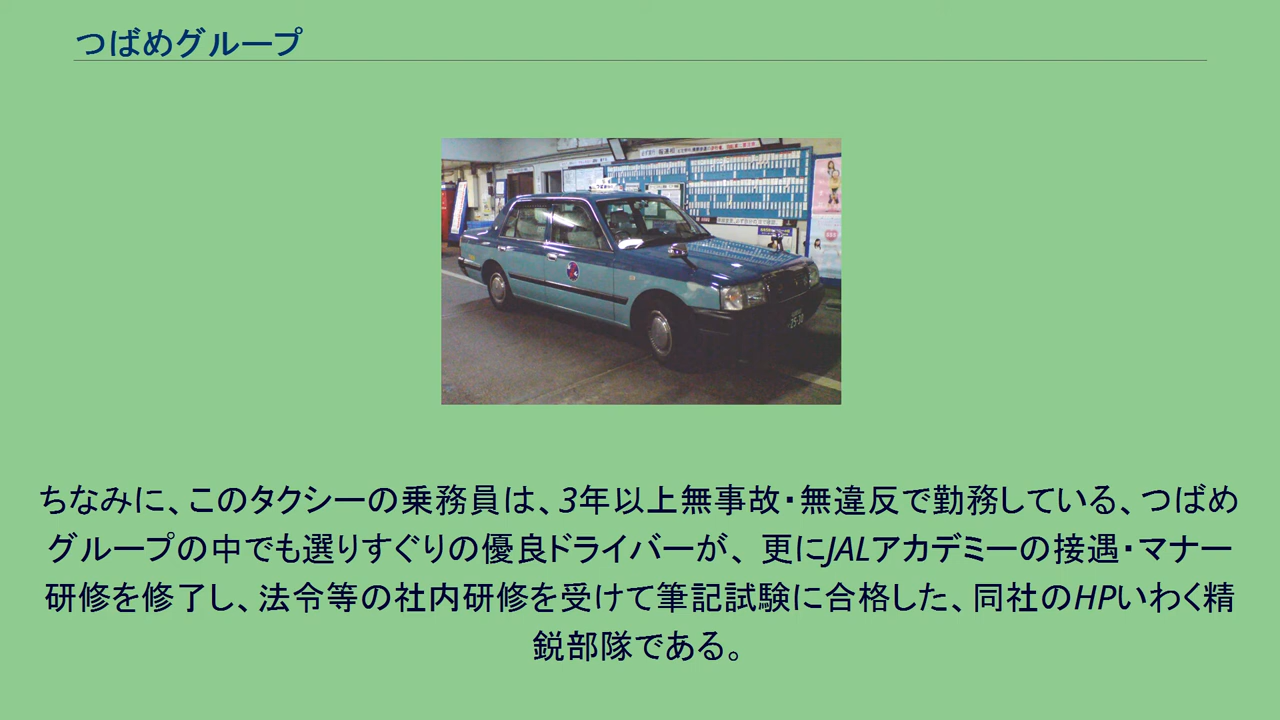 つばめグループ
2530
ちなみに、このタクシーの乗務員は、3年以上無事故・無違反で勤務している、つばめ
グループの中でも選りすぐりの優良ドライバーが、 更にJALアカデミーの接遇・マナー
研修を修了し、法令等の社内研修を受けて筆記試験に合格した、同社のHPいわく精
鋭部隊である。